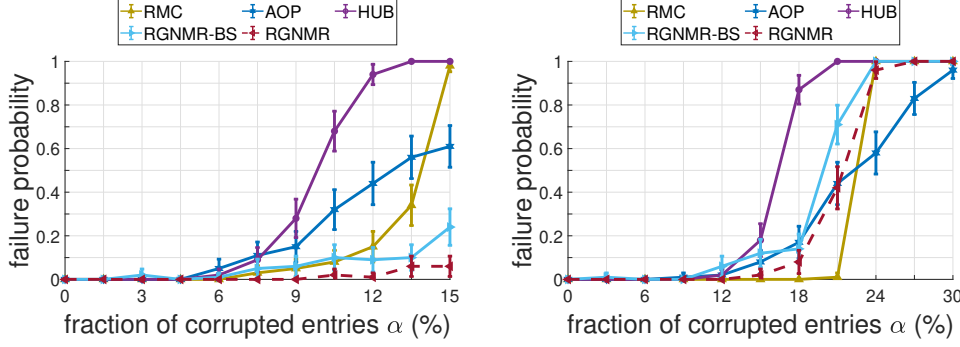 RMC AOP HUB
RGNMR-BS RGNMR
failure probability
1
0.8
0.6
0.4
0.2
0
0 3 6 9 12 15
fraction of corrupted entries α (%)
RMC AOP HUB
RGNMR-BS RGNMR
failure probability
1
0.8
0.6
0.4
0.2
0
0 6 12 18 24 30
fraction of corrupted entries α (%)